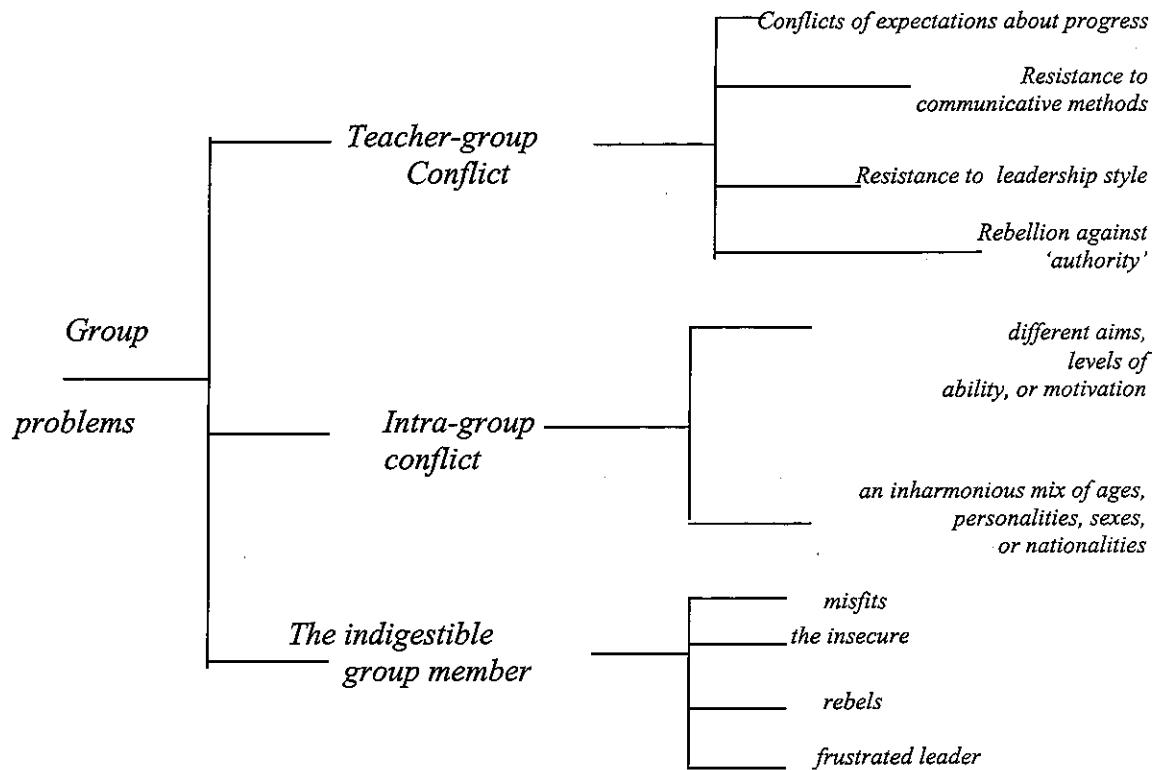 Group
problems
Teacher-group
Conflict
Conflicts of expectations about progress
Resistance to
communicative methods
Resistance to leadership style
Rebellion against
‘authority’
Intra-group
conflict
different aims,
levels of
ability, or motivation
an inharmonious mix of ages,
personalities, sexes,
or nationalities
The indigestible
group member
misfits
the insecure
rebels
frustrated leader